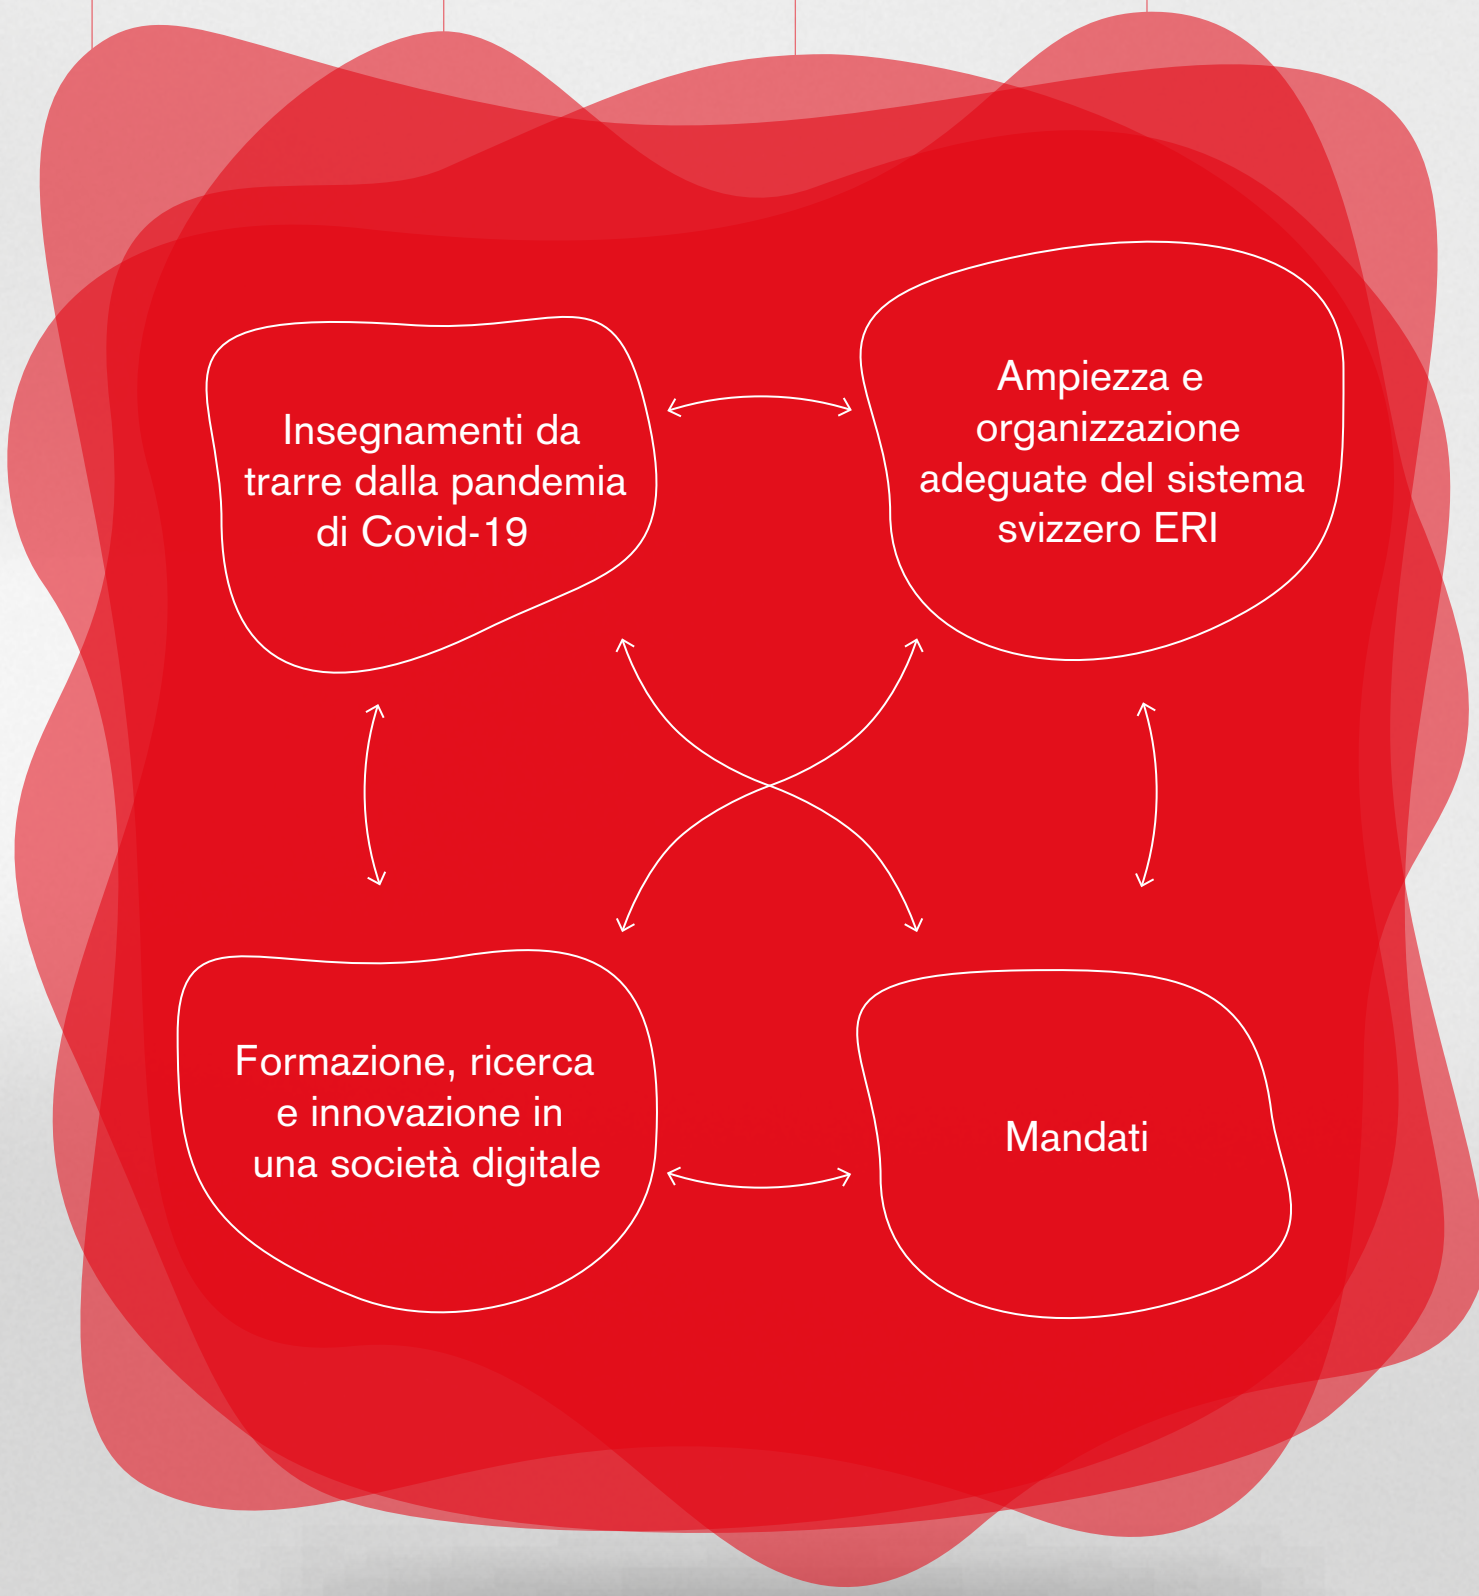 Insegnamenti da
trarre dalla pandemia
di Covid-19
Ampiezza e
organizzazione
adeguate del sistema
svizzero ERI
Formazione, ricerca
e innovazione in
una società digitale
Mandati